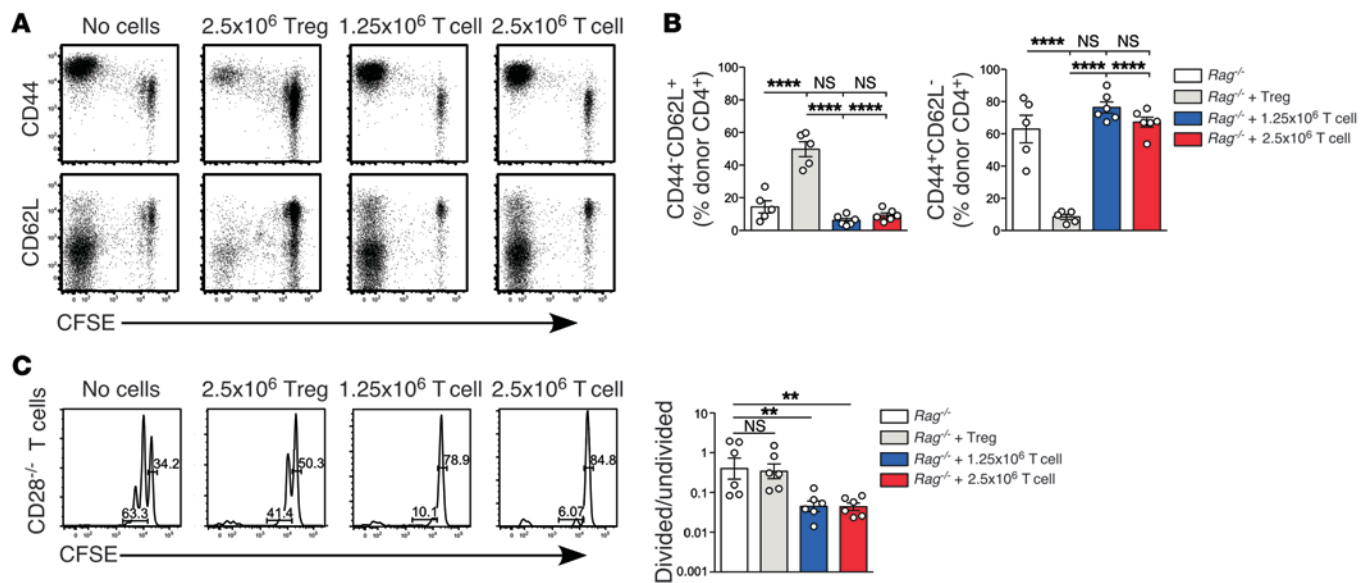 A
No cells
2.5x10⁶ Treg
1.25x10⁶ T cell
2.5x10⁶ T cell
CD44
CD62L
CFSE
B
CD44⁻CD62L⁺
(% donor CD4⁺)
100
80
60
40
20
0
****
NS
NS
****
****
CD44⁺CD62L⁻
(% donor CD4⁺)
100
80
60
40
20
0
****
NS
NS
****
****
Rag⁻/⁻
Rag⁻/⁻ + Treg
Rag⁻/⁻ + 1.25x10⁶ T cell
Rag⁻/⁻ + 2.5x10⁶ T cell
C
No cells
2.5x10⁶ Treg
1.25x10⁶ T cell
2.5x10⁶ T cell
CD28⁻/⁻ T cells
34.2
63.3
50.3
41.4
78.9
10.1
84.8
6.07
CFSE
Divided/undivided
10
1
0.1
0.01
0.001
**
**
NS
Rag⁻/⁻
Rag⁻/⁻ + Treg
Rag⁻/⁻ + 1.25x10⁶ T cell
Rag⁻/⁻ + 2.5x10⁶ T cell